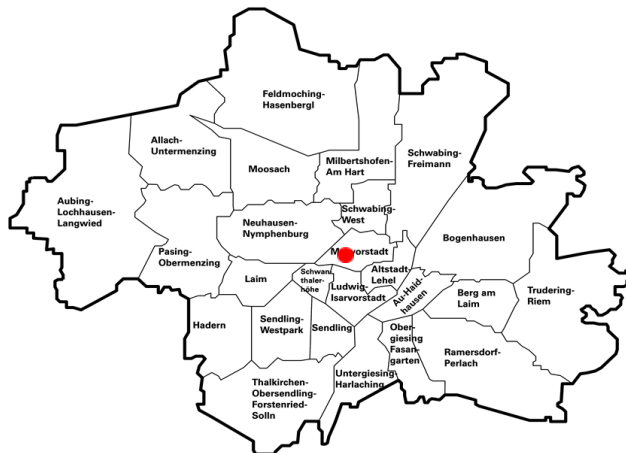 Feldmoching-
Hasenbergl
Allach-
Untermenzing
Moosach
Milbertshofen-
Am Hart
Schwabing-
Freimann
Aubing-
Lochhausen-
Langwied
Schwabing-
West
Neuhausen-
Nymphenburg
Pasing-
Obermenzing
Bogenhausen
Laim
Schwan
thaler-
höhe
Altstadt-
Lehel
Ludwig-
Isarvorstadt
Au-Haid-
hausen
Berg am
Laim
Trudering-
Riem
Hadern
Sendling-
Westpark
Sendling
Ober-
giesing
Fasan-
garten
Ramersdorf-
Perlach
Untergiesing-
Harlaching
Thalkirchen-
Obersendling-
Forstenried-
Solln